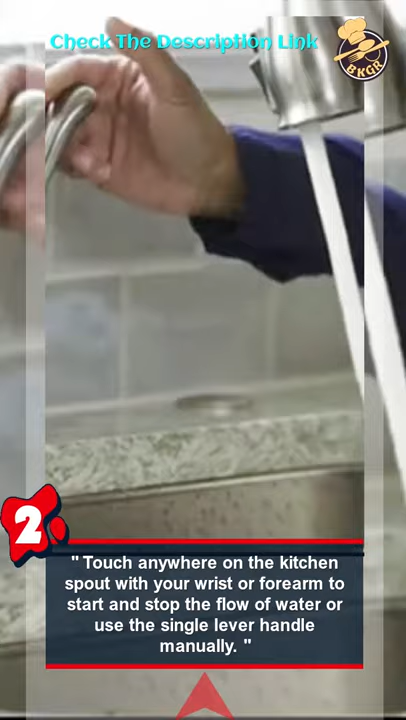 Check The Description Link
BKGR
2
" Touch anywhere on the kitchen
spout with your wrist or forearm to
start and stop the flow of water or
use the single lever handle
manually. "